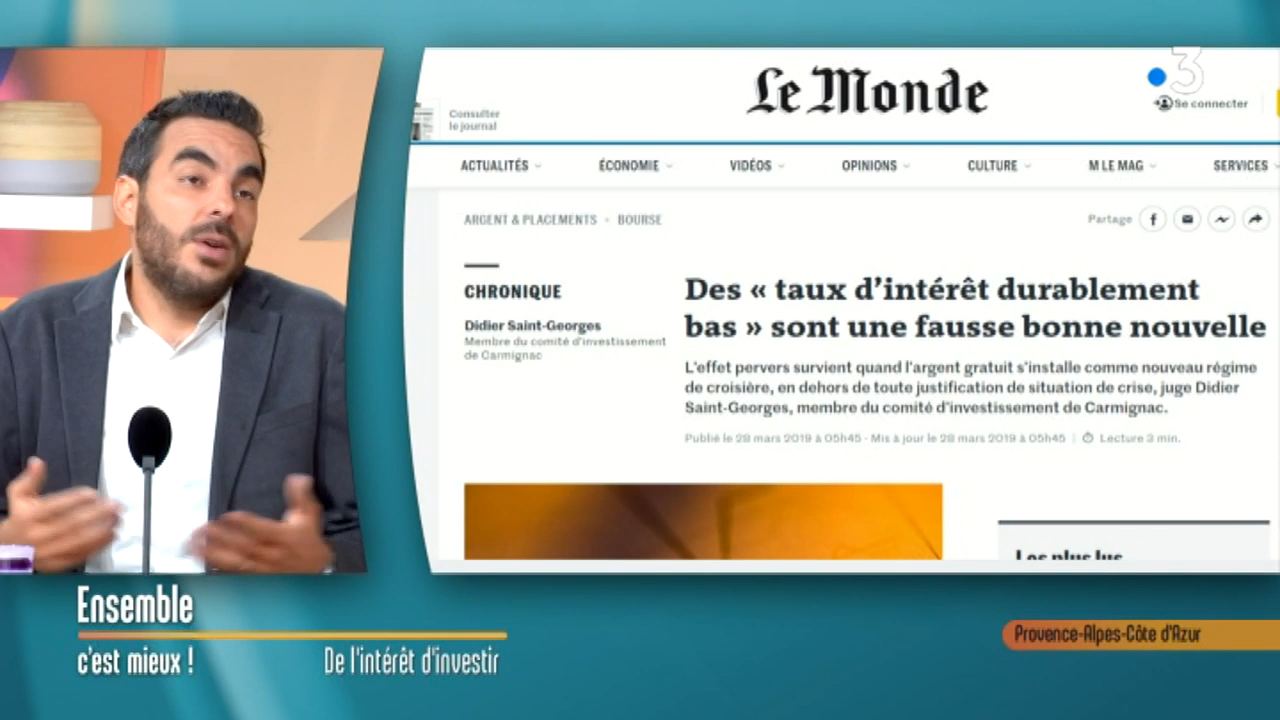 3
Consulter
le journal
Le Monde
Se connecter
ACTUALITÉS
ÉCONOMIE
VIDÉOS
OPINIONS
CULTURE
M LE MAG
SERVICES
ARGENT & PLACEMENTS • BOURSE
Partage
CHRONIQUE
Didier Saint-Georges
Membre du comité d'investissement
de Carmignac
Des « taux d'intérêt durablement
bas » sont une fausse bonne nouvelle
L'effet pervers survient quand l'argent gratuit s'installe comme nouveau régime
de croisière, en dehors de toute justification de situation de crise, juge Didier
Saint-Georges, membre du comité d'investissement de Carmignac.
Publié le 28 mars 2019 à 05h45 - Mis à jour le 28 mars 2019 à 05h45 | Lecture 3 min.
Les plus lus
Ensemble
c'est mieux !
De l'intérêt d'investir
Provence-Alpes-Côte d'Azur